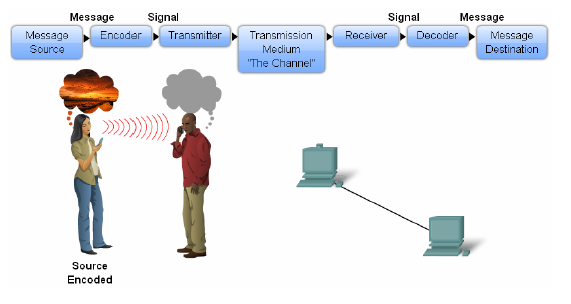 Message Signal Signal Message
Message Source
Encoder
Transmitter
Transmission Medium "The Channel"
Receiver
Decoder
Message Destination
Source
Encoded